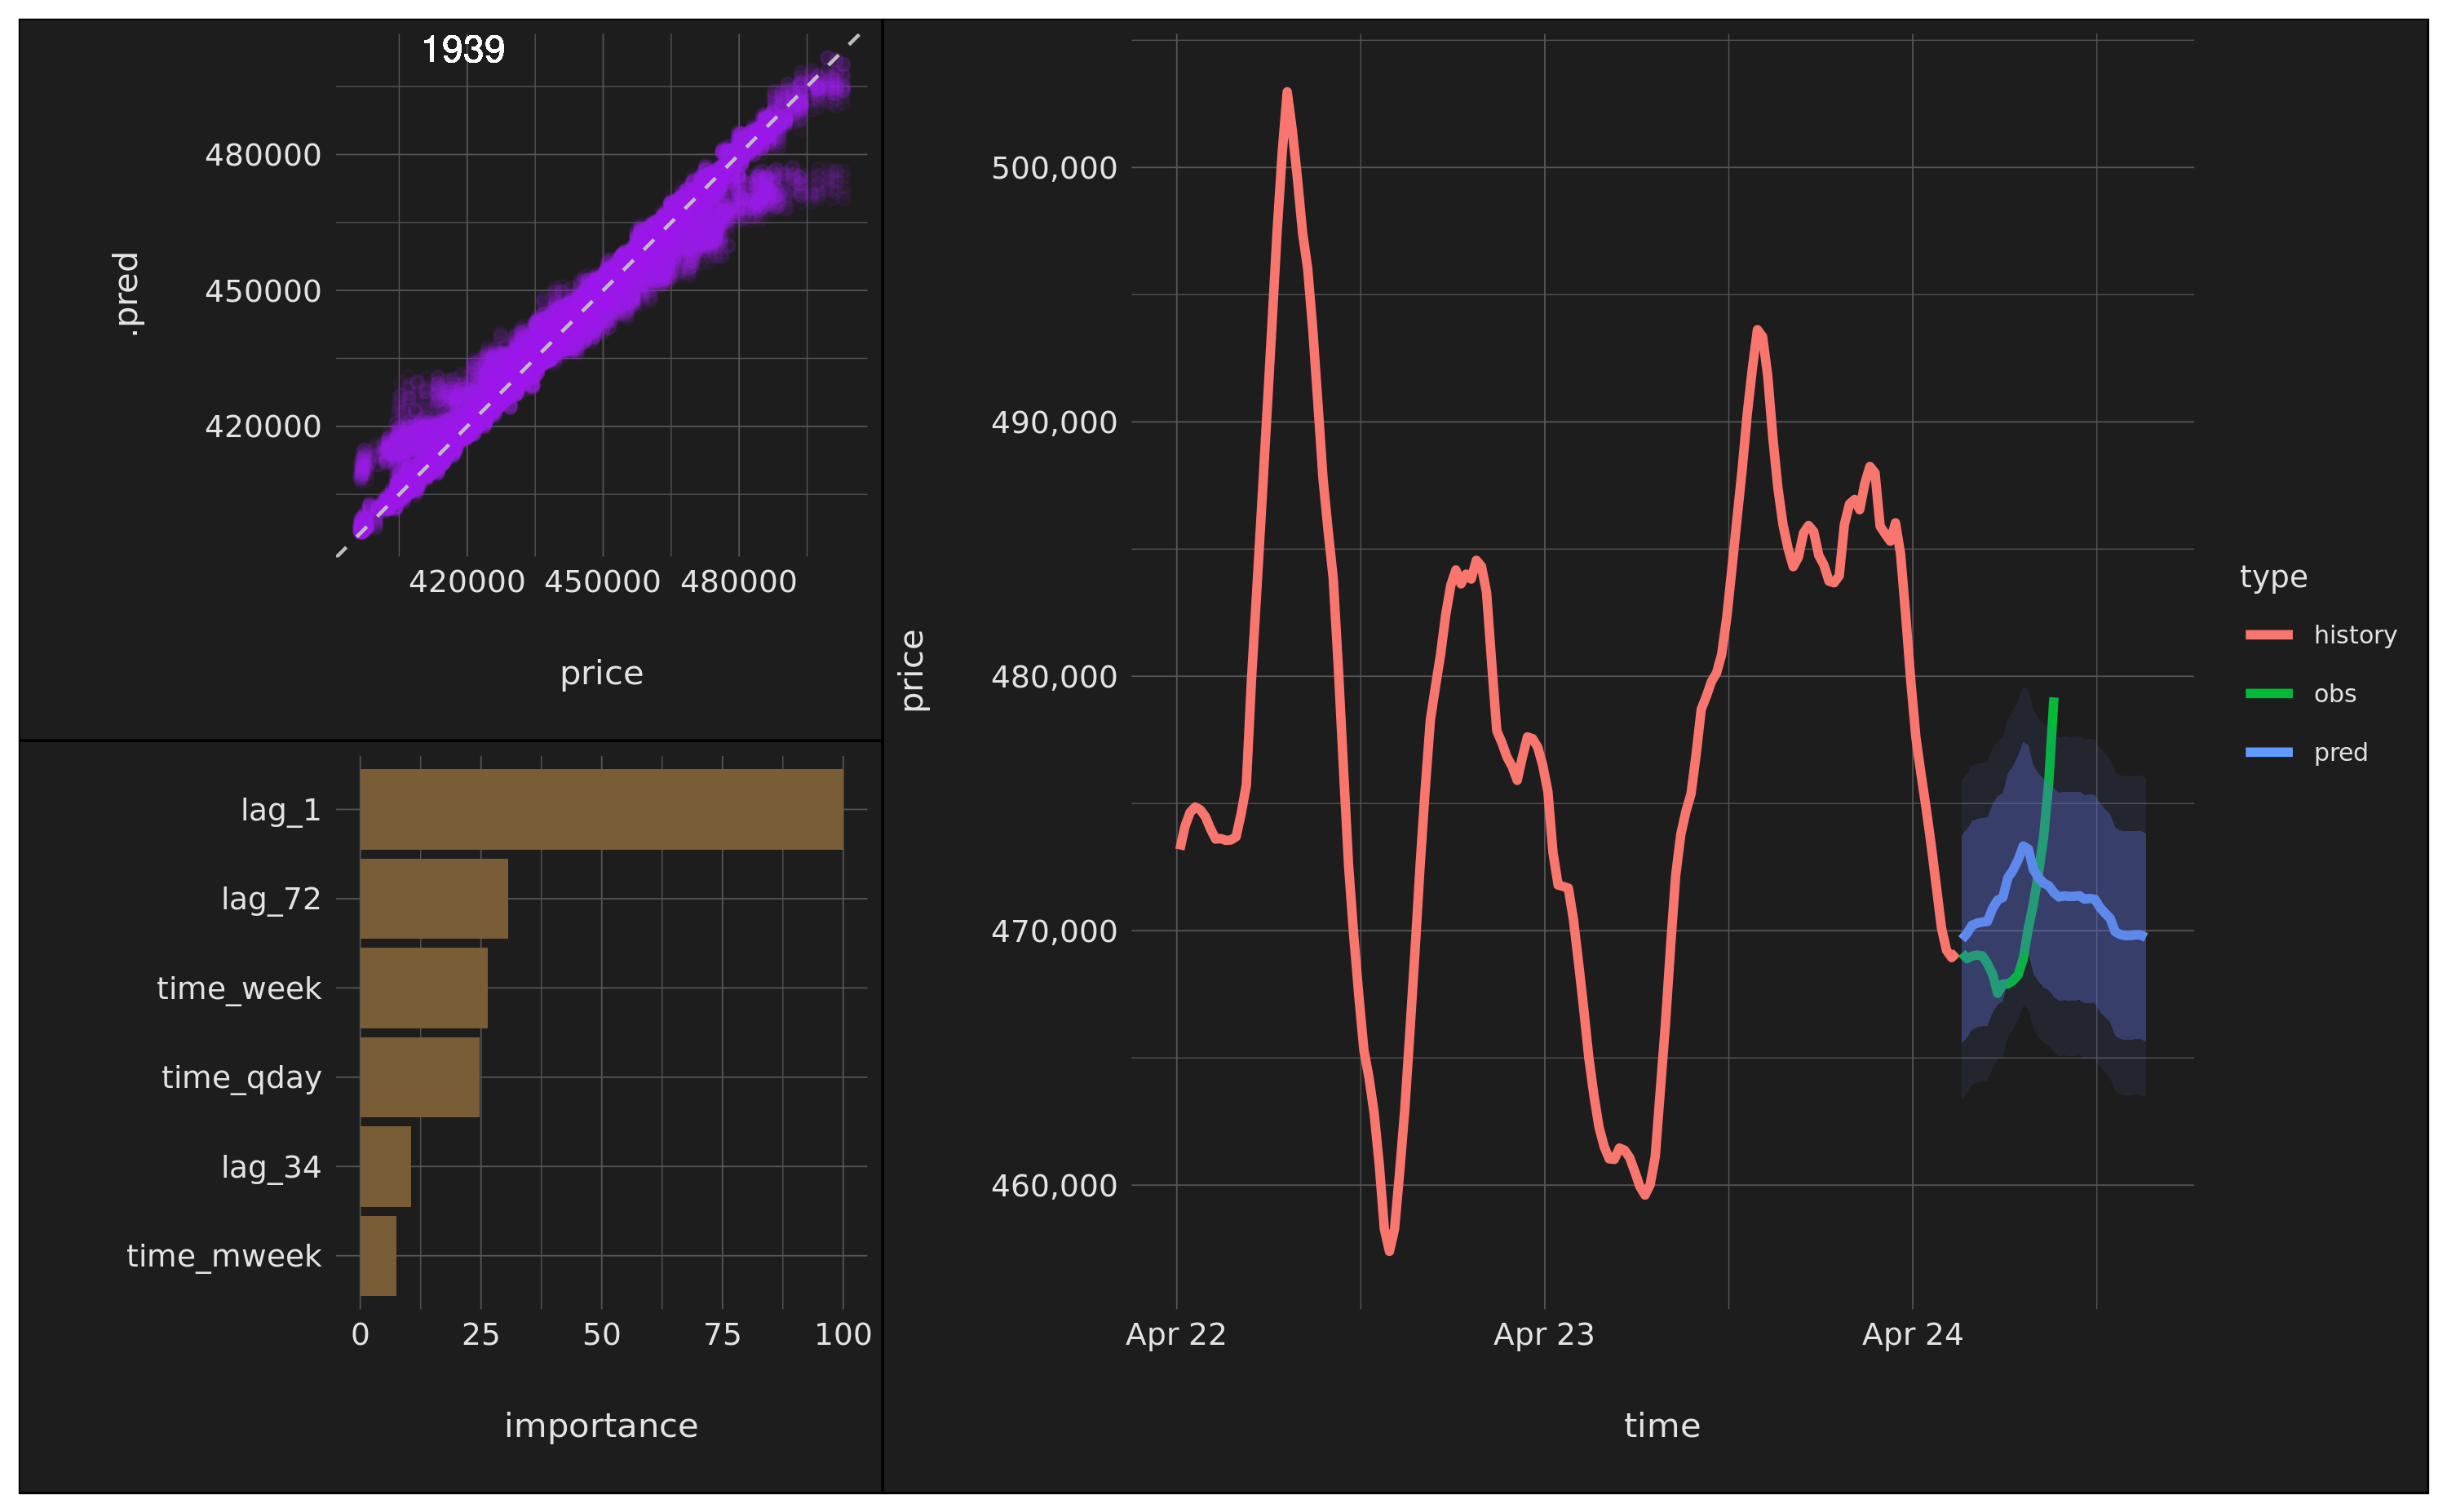 1939
480000
450000
420000
.pred
420000 450000 480000
price
lag_1
lag_72
time_week
time_qday
lag_34
time_mweek
0 25 50 75 100
importance
500,000
490,000
480,000
470,000
460,000
price
Apr 22 Apr 23 Apr 24
time
type
history
obs
pred